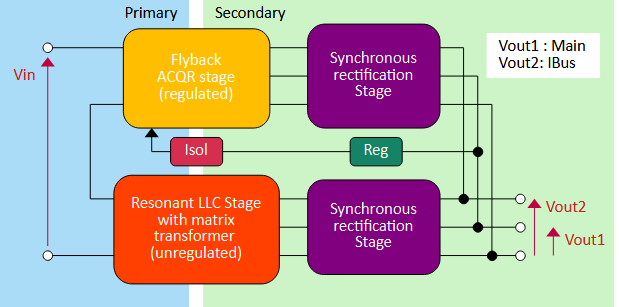 Primary
Secondary
Flyback
ACQR stage
(regulated)
Synchronous
rectification
Stage
Vout1 : Main
Vout2: IBus
Vin
Isol
Reg
Resonant LLC Stage
with matrix
transformer
(unregulated)
Synchronous
rectification
Stage
Vout2
Vout1